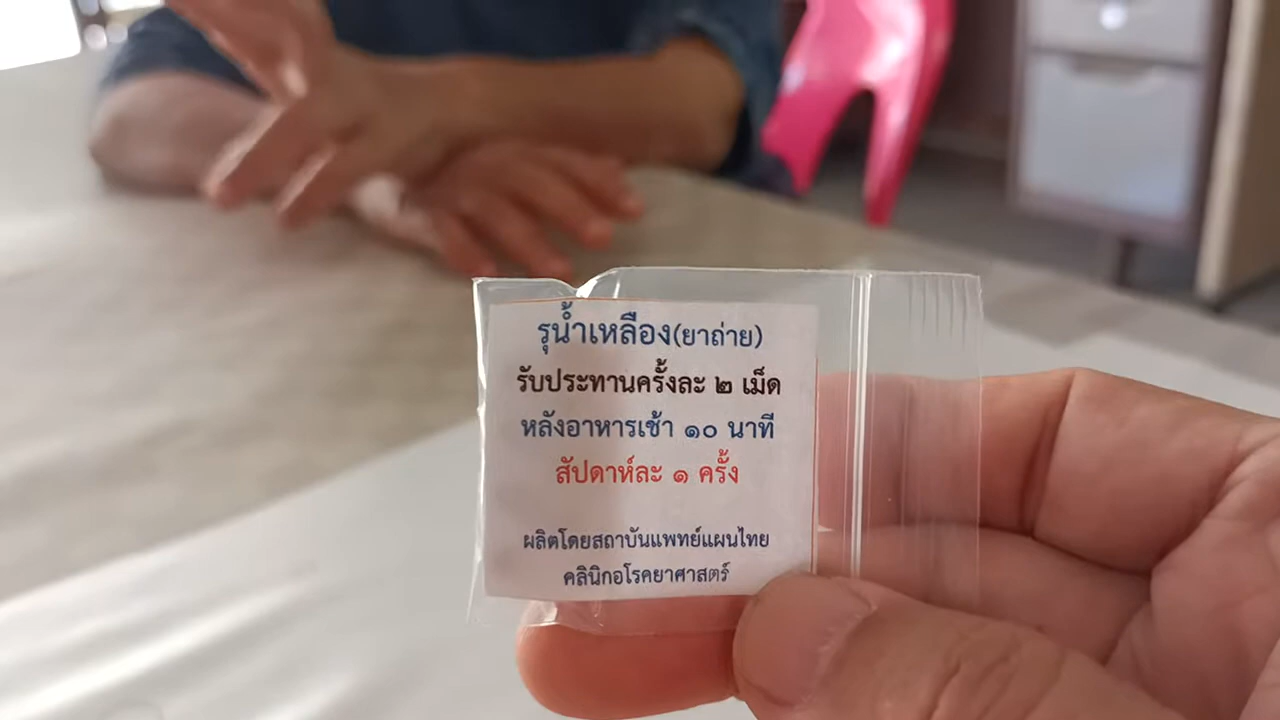 รุน้ำเหลือง(ยาถ่าย)
รับประทานครั้งละ ๒ เม็ด
หลังอาหารเช้า ๑๐ นาที
สัปดาห์ละ ๑ ครั้ง
ผลิตโดยสถาบันแพทย์แผนไทย
คลินิกอโรคยาศาสตร์